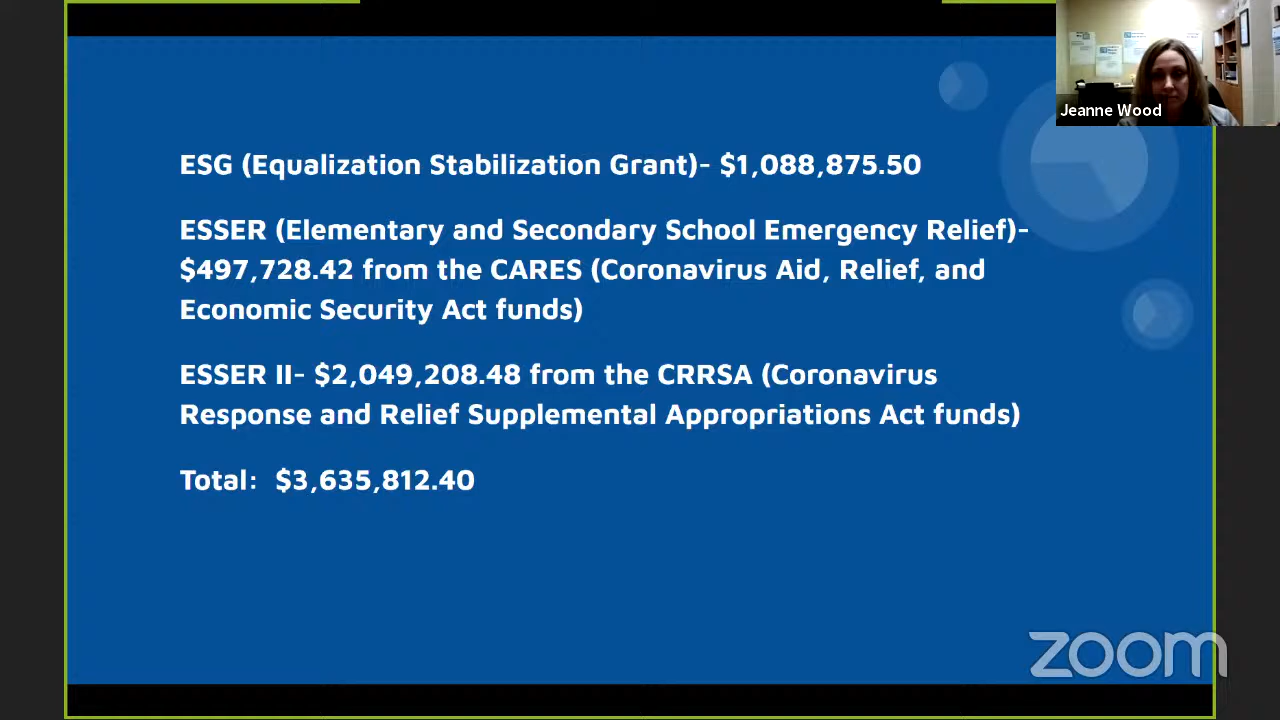 Jeanne Wood
ESG (Equalization Stabilization Grant)- $1,088,875.50
ESSER (Elementary and Secondary School Emergency Relief)-
$497,728.42 from the CARES (Coronavirus Aid, Relief, and
Economic Security Act funds)
ESSER II- $2,049,208.48 from the CRRSA (Coronavirus
Response and Relief Supplemental Appropriations Act funds)
Total: $3,635,812.40
zoom